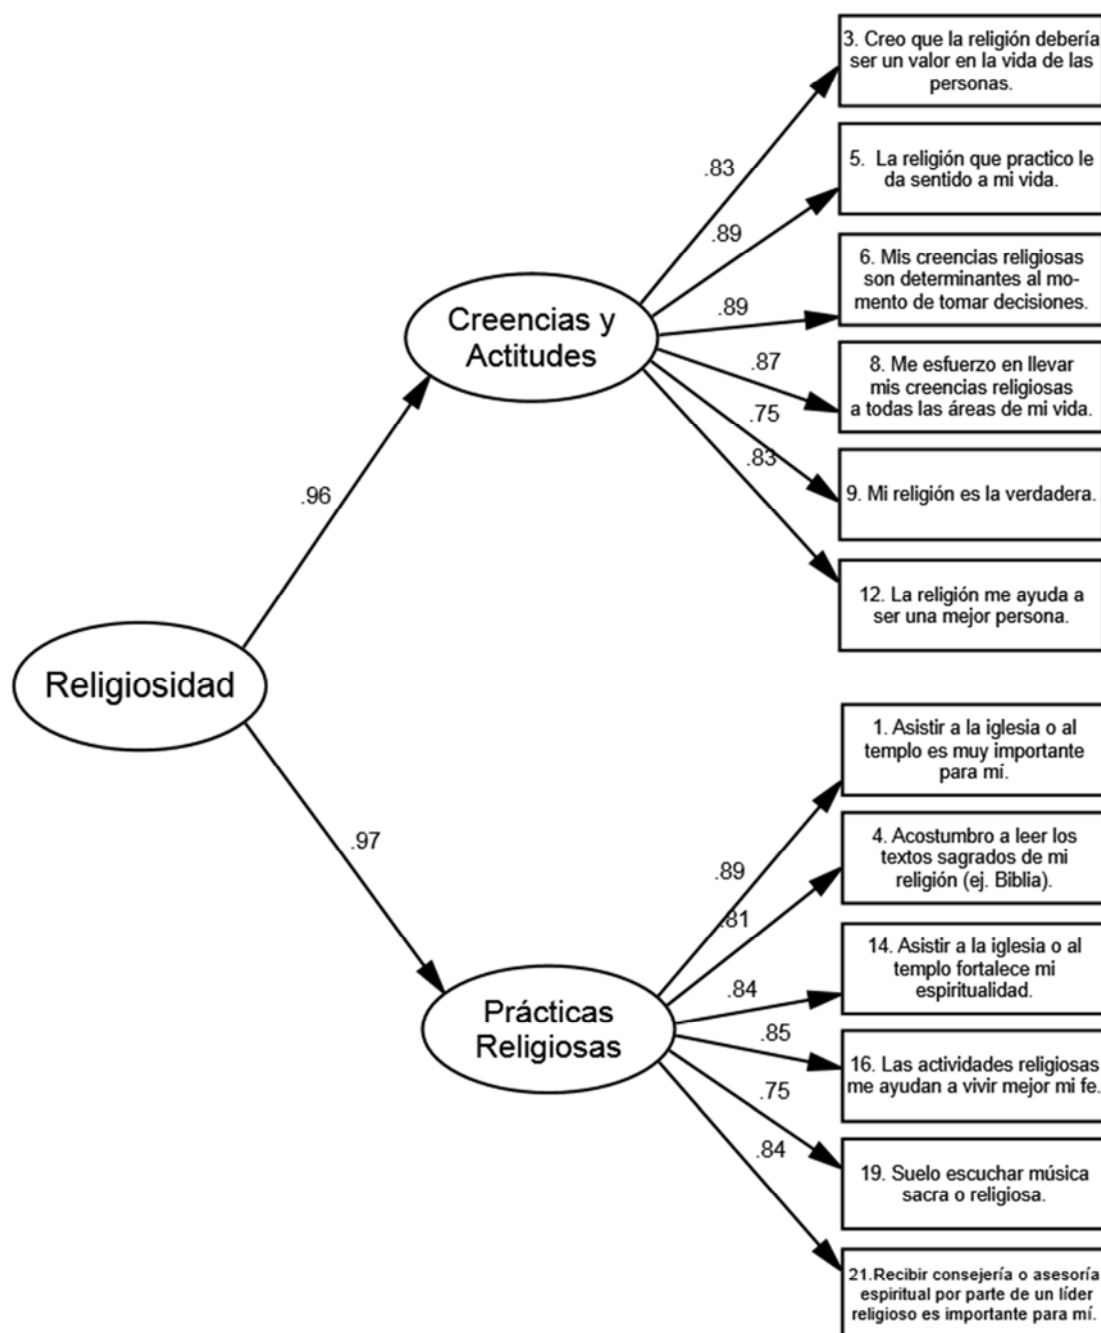 3. Creo que la religión debería
ser un valor en la vida de las
personas.
.83
5. La religión que practico le
da sentido a mi vida.
.89
6. Mis creencias religiosas
son determinantes al mo-
mento de tomar decisiones.
.89
Creencias y
Actitudes
8. Me esfuerzo en llevar
mis creencias religiosas
a todas las áreas de mi vida.
.87
.75
.83
9. Mi religión es la verdadera.
.96
12. La religión me ayuda a
ser una mejor persona.
Religiosidad
1. Asistir a la iglesia o al
templo es muy importante
para mí.
.97
4. Acostumbro a leer los
textos sagrados de mi
religión (ej. Biblia).
.89
.81
14. Asistir a la iglesia o al
templo fortalece mi
espiritualidad.
.84
Prácticas
Religiosas
.85
16. Las actividades religiosas
me ayudan a vivir mejor mi fe.
.75
.84
19. Suelo escuchar música
sacra o religiosa.
21.Recibir consejería o asesoría
espiritual por parte de un líder
religioso es importante para mí.